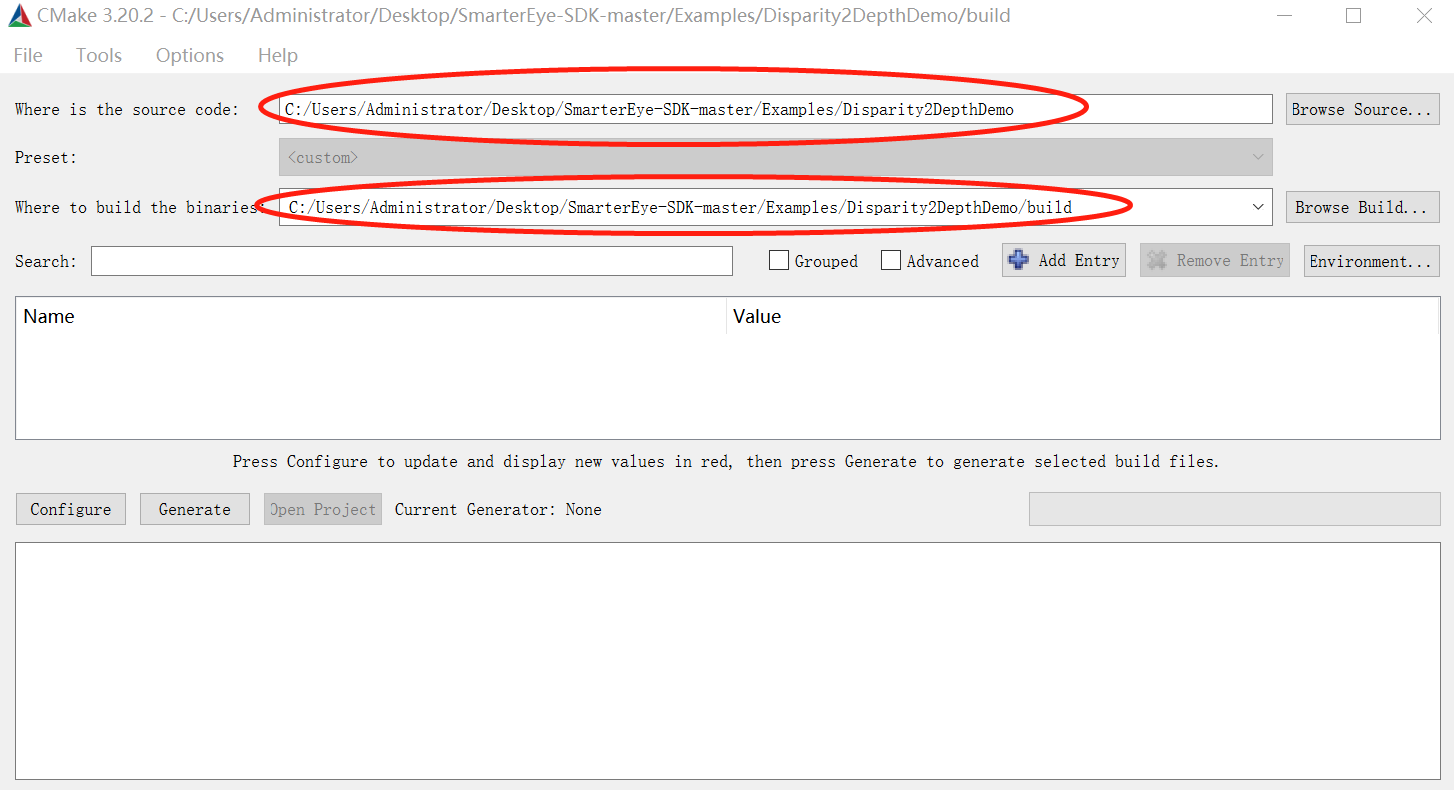 CMake 3.20.2 - C:/Users/Administrator/Desktop/SmarterEye-SDK-master/Examples/Disparity2DepthDemo/build
File Tools Options Help
Where is the source code: C:/Users/Administrator/Desktop/SmarterEye-SDK-master/Examples/Disparity2DepthDemo Browse Source...
Preset: <custom>
Where to build the binaries: C:/Users/Administrator/Desktop/SmarterEye-SDK-master/Examples/Disparity2DepthDemo/build Browse Build...
Search: Grouped Advanced Add Entry Remove Entry Environment...
Name Value
Press Configure to update and display new values in red, then press Generate to generate selected build files.
Configure Generate Open Project Current Generator: None